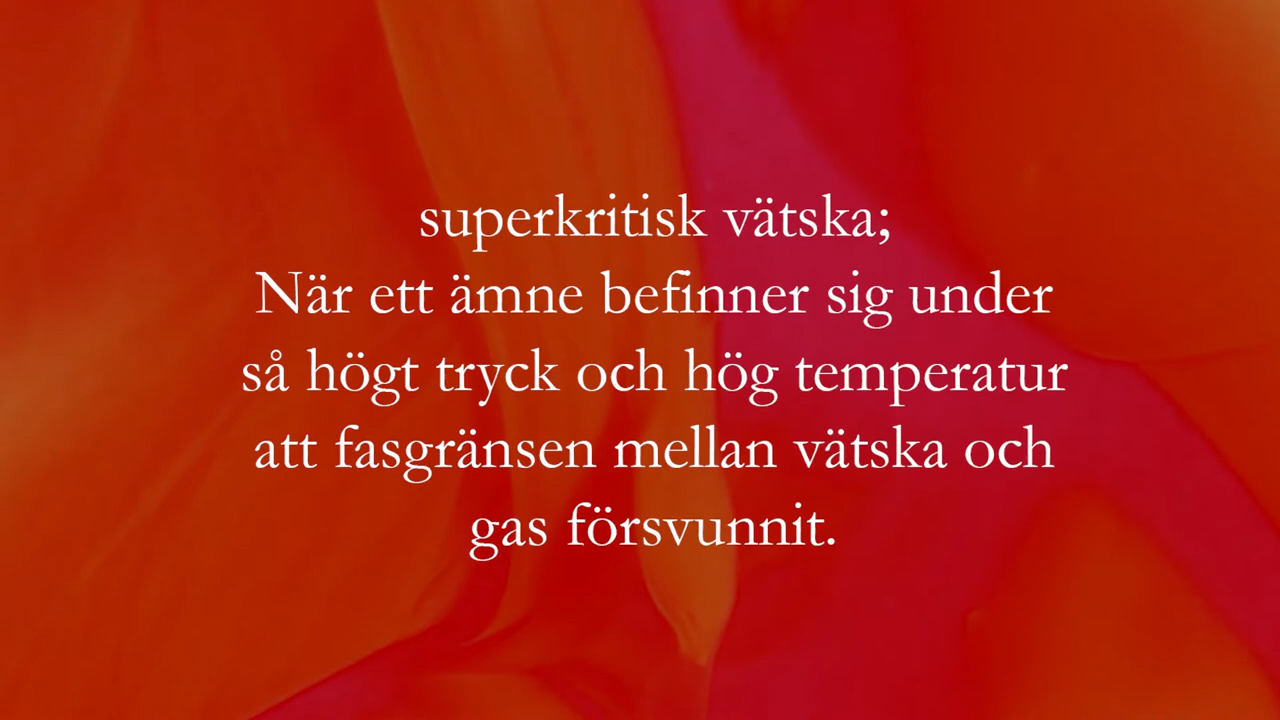 superkritisk vätska;
När ett ämne befinner sig under
så högt tryck och hög temperatur
att fasgränsen mellan vätska och
gas försvunnit.